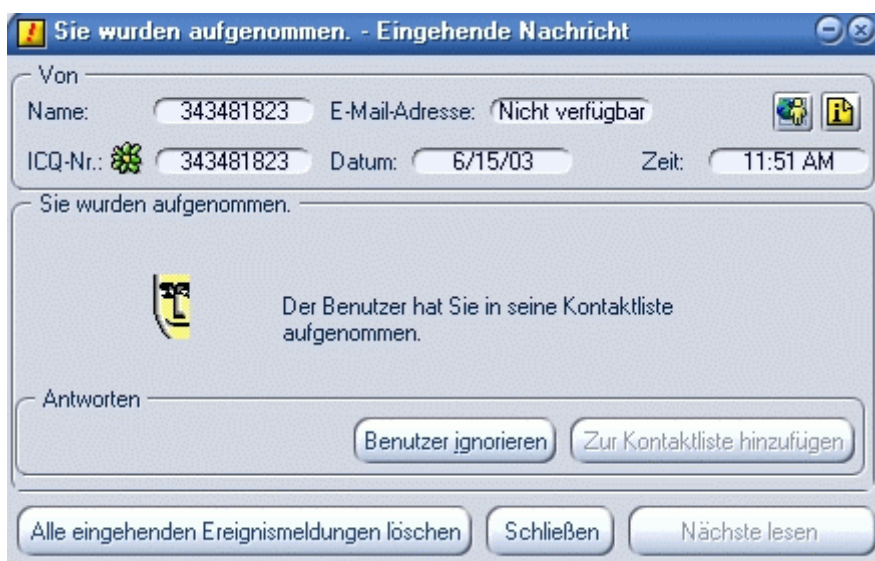 Sie wurden aufgenommen. - Eingehende Nachricht
Von
Name: 343481823 E-Mail-Adresse: Nicht verfügbar
ICQ-Nr.: 343481823 Datum: 6/15/03 Zeit: 11:51 AM
Sie wurden aufgenommen.
Der Benutzer hat Sie in seine Kontaktliste
aufgenommen.
Antworten
Benutzer ignorieren Zur Kontaktliste hinzufügen
Alle eingehenden Ereignismeldungen löschen Schließen Nächste lesen